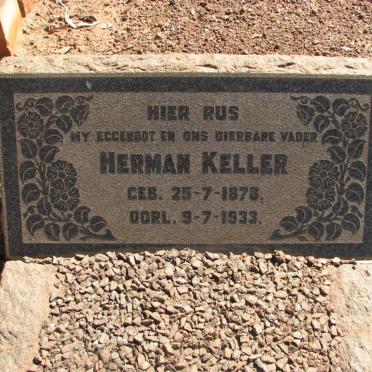 HIER RUS
MY EGGENOOT EN ONS DIERBARE VADER
HERMAN KELLER
GEB. 25-7-1878,
OORL. 9-7-1933.